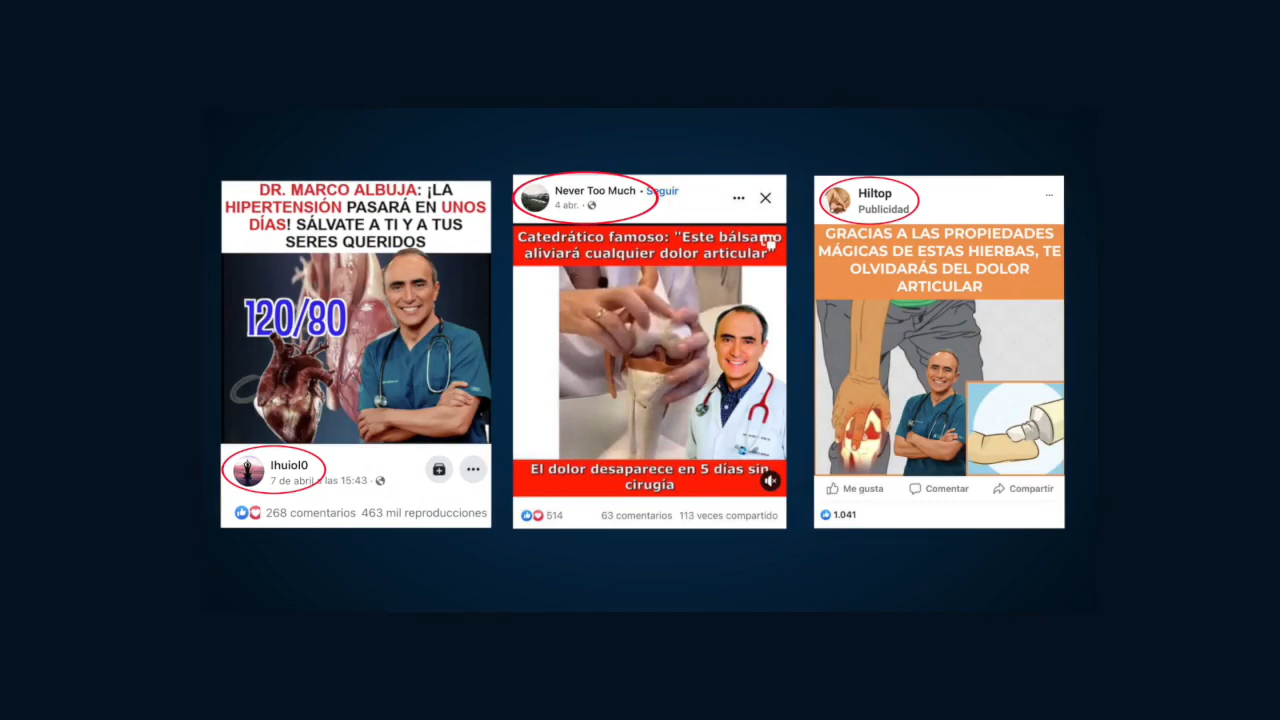 DR. MARCO ALBUJA: ¡LA
HIPERTENSIÓN PASARÁ EN UNOS
DÍAS! SÁLVATE A TI Y A TUS
SERES QUERIDOS
120/80
Ihuiol0
7 de abril a las 15:43 ·
268 comentarios 463 mil reproducciones
Never Too Much · Seguir
4 abr. ·
Catedrático famoso: "Este bálsamo
aliviará cualquier dolor articular"
El dolor desaparece en 5 días sin
cirugía
514 63 comentarios 113 veces compartido
Hiltop
Publicidad
GRACIAS A LAS PROPIEDADES
MÁGICAS DE ESTAS HIERBAS, TE
OLVIDARÁS DEL DOLOR
ARTICULAR
Me gusta Comentar Compartir
1.041